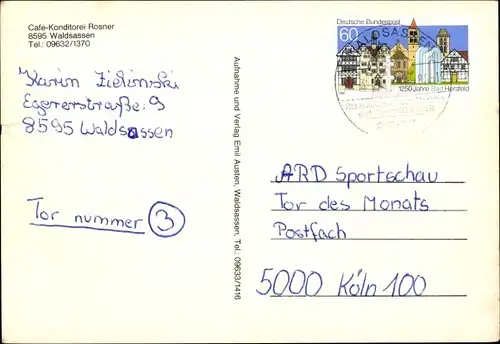 Cafe-Konditorei Rosner
8595 Waldsassen
Tel.: 09632/1370
Karin Zielinski
Egererstraße 9
8595 Waldsassen
Tor nummer 3
Aufnahme und Verlag Emil Austen, Waldsassen, Tel.: 09633/1416
Deutsche Bundespost
60
1250 Jahre Bad Hersfeld
WALDSASSEN
ARD Sportschau
Tor des Monats
Postfach
5000 Köln 100